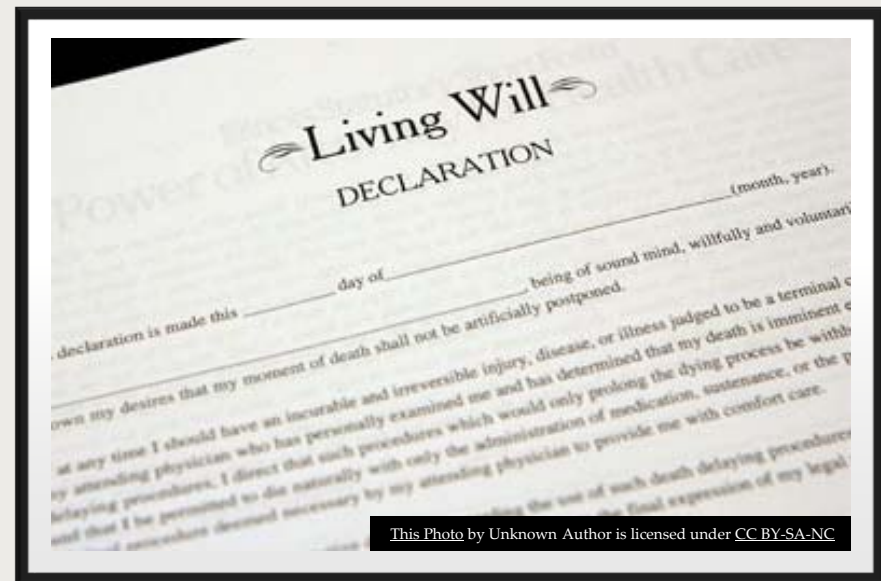 Living Will
DECLARATION
declaration is made this ____ day of ____ (month, year).
____ being of sound mind, willfully and voluntari
own my desires that my moment of death shall not be artificially postponed.
at any time I should have an incurable and irreversible injury, disease, or illness judged to be a terminal c
y attending physician who has personally examined me and has determined that my death is imminent e
delaying procedures, I direct that such procedures which would only prolong the dying process be withh
and that I be permitted to die naturally with only the administration of medication, sustenance, or the p
procedure deemed necessary by my attending physician to provide me with comfort care.
the use of such death delaying procedures
the final expression of my legal
This Photo by Unknown Author is licensed under CC BY-SA-NC